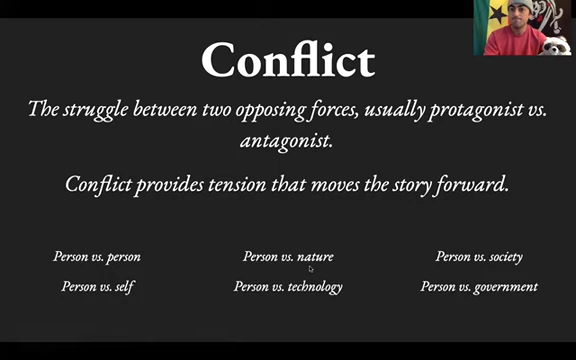 Conflict
The struggle between two opposing forces, usually protagonist vs.
antagonist.
Conflict provides tension that moves the story forward.
Person vs. person Person vs. nature Person vs. society
Person vs. self Person vs. technology Person vs. government